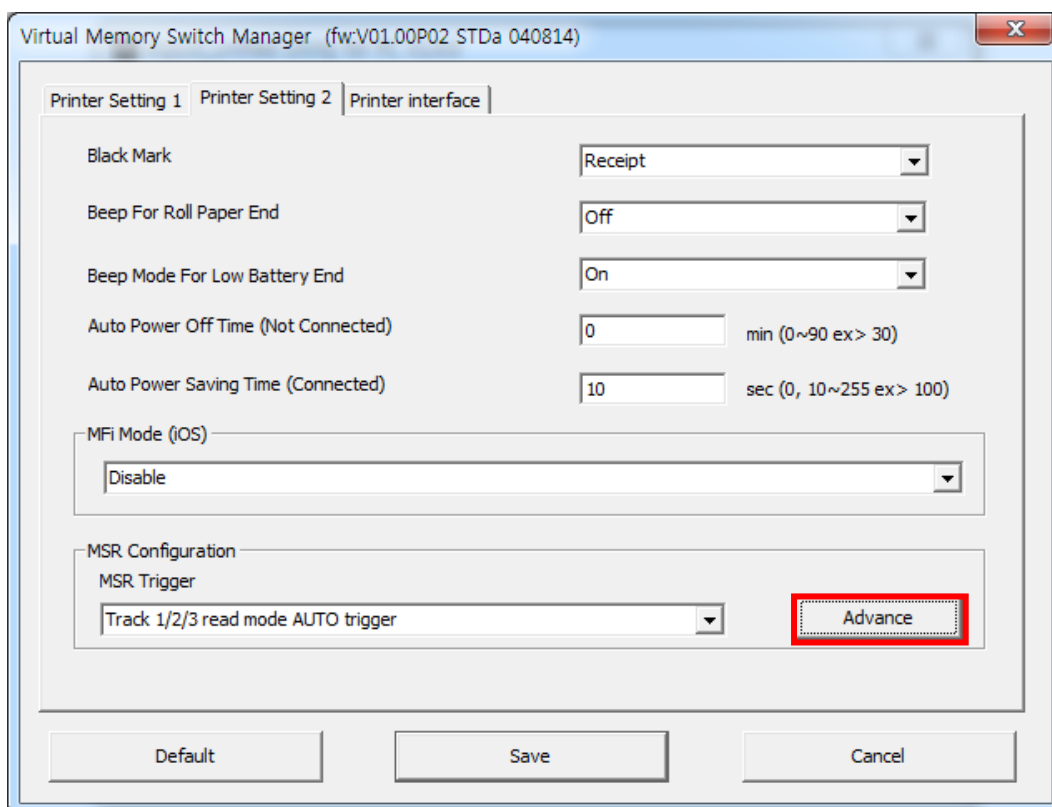 Virtual Memory Switch Manager (fw:V01.00P02 STDa 040814)
Printer Setting 1 Printer Setting 2 Printer interface
Black Mark Receipt
Beep For Roll Paper End Off
Beep Mode For Low Battery End On
Auto Power Off Time (Not Connected) 0 min (0~90 ex> 30)
Auto Power Saving Time (Connected) 10 sec (0, 10~255 ex> 100)
MFi Mode (iOS)
Disable
MSR Configuration
MSR Trigger
Track 1/2/3 read mode AUTO trigger Advance
Default Save Cancel